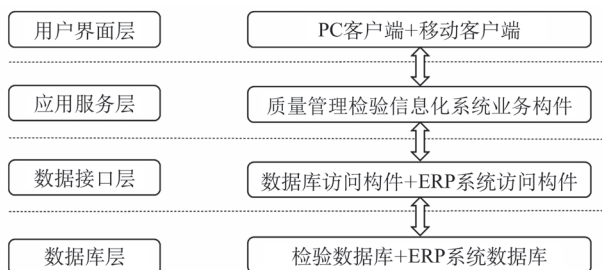 用户界面层
PC客户端+移动客户端
应用服务层
质量管理检验信息化系统业务构件
数据接口层
数据库访问构件+ERP系统访问构件
数据库层
检验数据库+ERP系统数据库